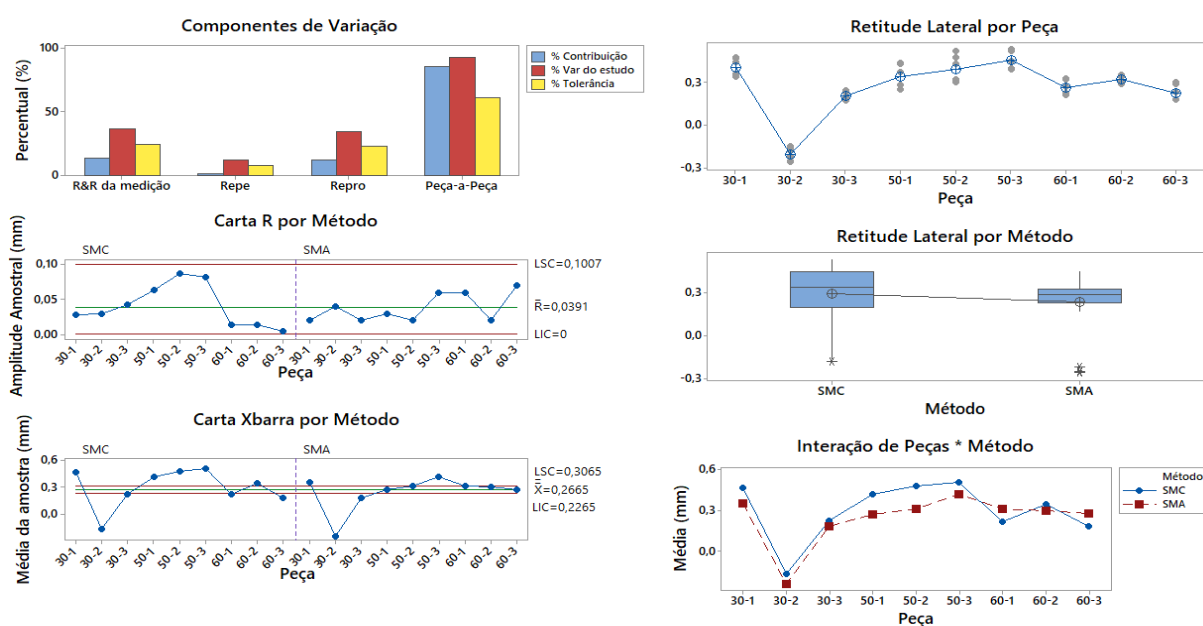 Componentes de Variação
Percentual (%)
100
50
0
R&R da medição Repe Repro Peça-a-Peça
% Contribuição
% Var do estudo
% Tolerância
Carta R por Método
Amplitude Amostral (mm)
SMC SMA
0,10
0,05
0,00
LSC=0,1007
R̄=0,0391
LIC=0
30-1 30-2 30-3 50-1 50-2 50-3 60-1 60-2 60-3 30-1 30-2 30-3 50-1 50-2 50-3 60-1 60-2 60-3
Peça
Carta Xbarra por Método
Média da amostra (mm)
SMC SMA
0,6
0,3
0,0
LSC=0,3065
X̿=0,2665
LIC=0,2265
30-1 30-2 30-3 50-1 50-2 50-3 60-1 60-2 60-3 30-1 30-2 30-3 50-1 50-2 50-3 60-1 60-2 60-3
Peça
Retitude Lateral por Peça
0,3
0,0
-0,3
30-1 30-2 30-3 50-1 50-2 50-3 60-1 60-2 60-3
Peça
Retitude Lateral por Método
0,3
0,0
-0,3
SMC SMA
Método
Interação de Peças * Método
Média (mm)
0,6
0,3
0,0
30-1 30-2 30-3 50-1 50-2 50-3 60-1 60-2 60-3
Peça
Método
SMC
SMA